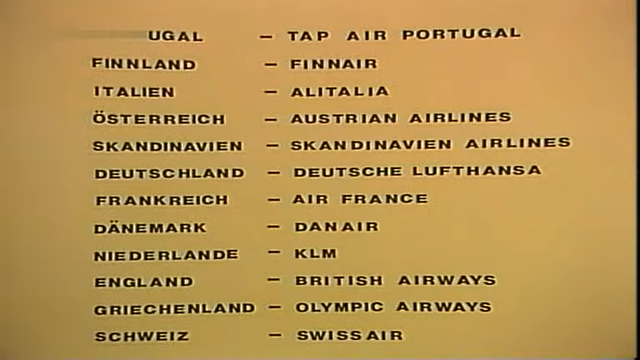 UGAL – TAP AIR PORTUGAL
FINNLAND – FINNAIR
ITALIEN – ALITALIA
ÖSTERREICH – AUSTRIAN AIRLINES
SKANDINAVIEN – SKANDINAVIEN AIRLINES
DEUTSCHLAND – DEUTSCHE LUFTHANSA
FRANKREICH – AIR FRANCE
DÄNEMARK – DANAIR
NIEDERLANDE – KLM
ENGLAND – BRITISH AIRWAYS
GRIECHENLAND – OLYMPIC AIRWAYS
SCHWEIZ – SWISSAIR